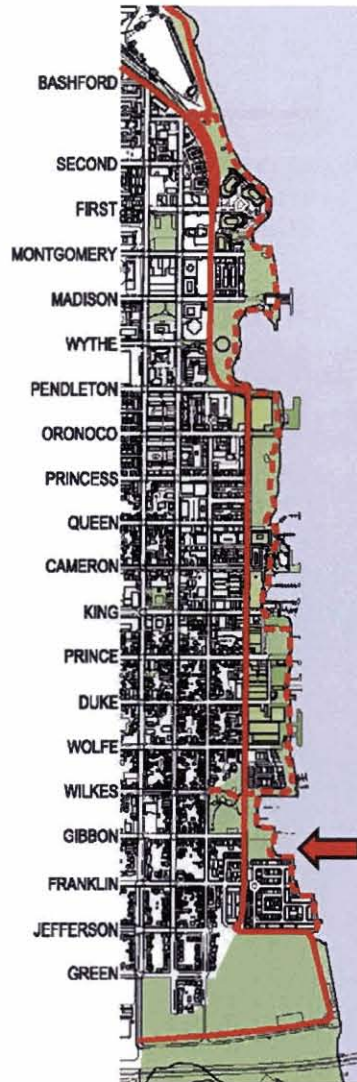 BASHFORD
SECOND
FIRST
MONTGOMERY
MADISON
WYTHE
PENDLETON
ORONOCO
PRINCESS
QUEEN
CAMERON
KING
PRINCE
DUKE
WOLFE
WILKES
GIBBON
FRANKLIN
JEFFERSON
GREEN